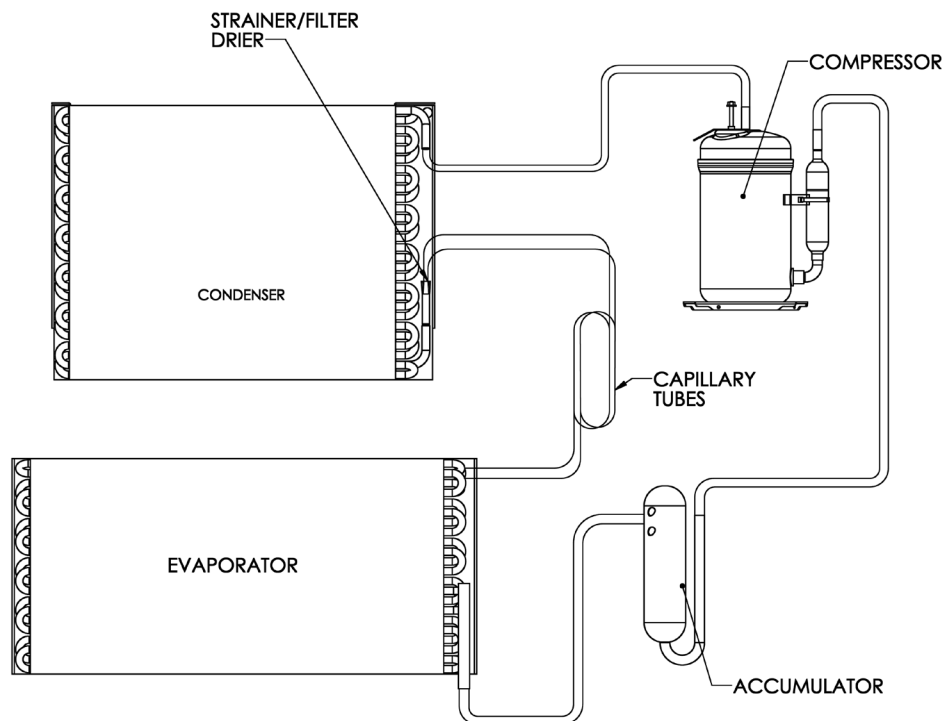 STRAINER/FILTER
DRIER
COMPRESSOR
CONDENSER
CAPILLARY
TUBES
EVAPORATOR
ACCUMULATOR